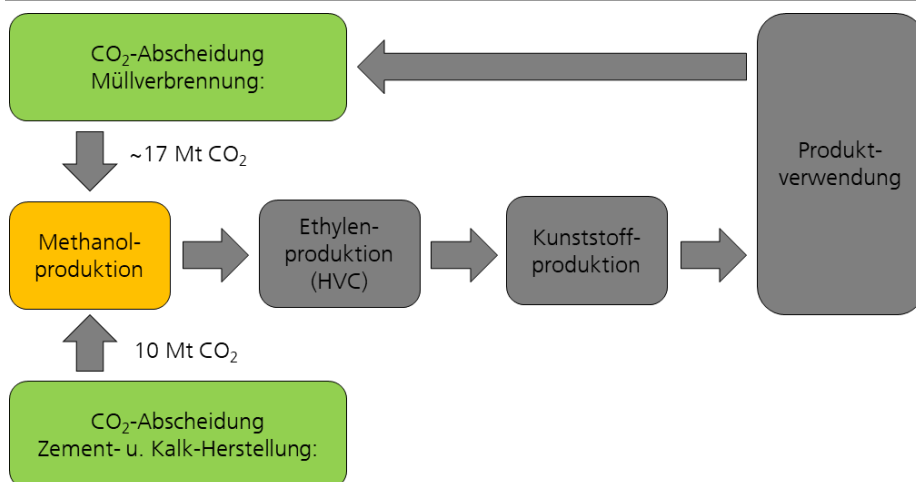 CO₂-Abscheidung
Müllverbrennung:
~17 Mt CO₂
Produkt-
verwendung
Methanol-
produktion
Ethylen-
produktion
(HVC)
Kunststoff-
produktion
10 Mt CO₂
CO₂-Abscheidung
Zement- u. Kalk-Herstellung: